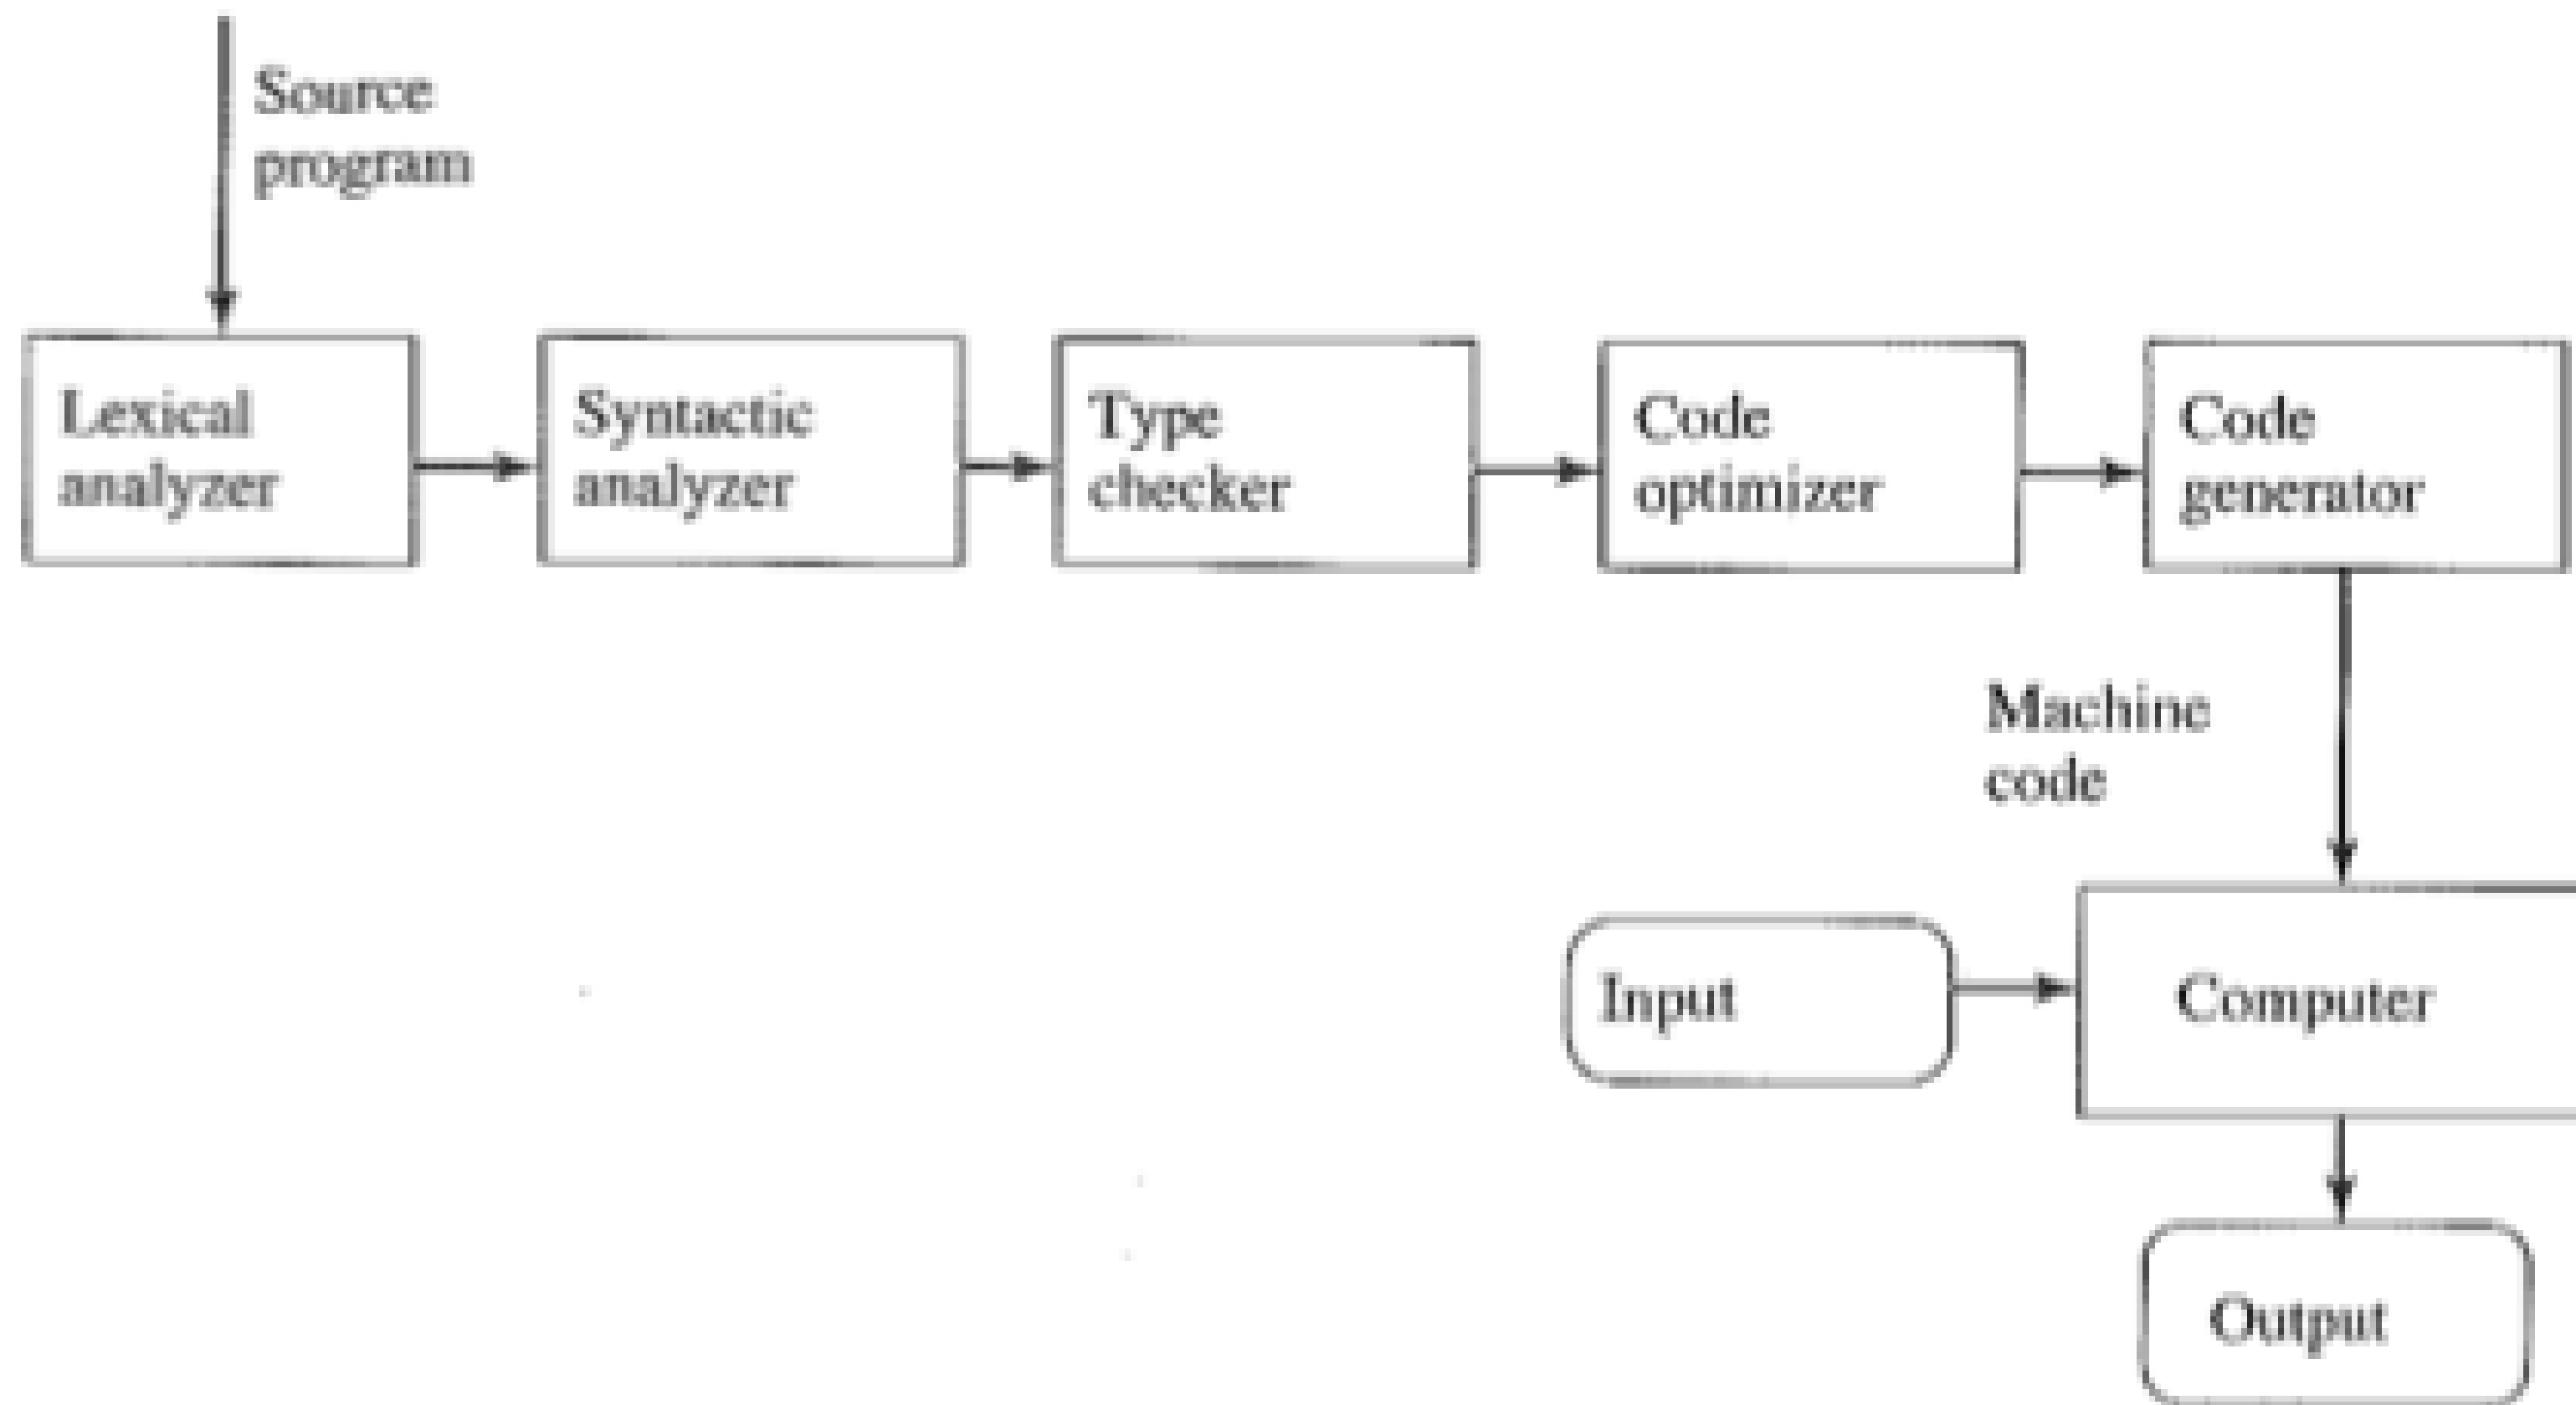 Source
program
Lexical
analyzer
Syntactic
analyzer
Type
checker
Code
optimizer
Code
generator
Machine
code
Input
Computer
Output